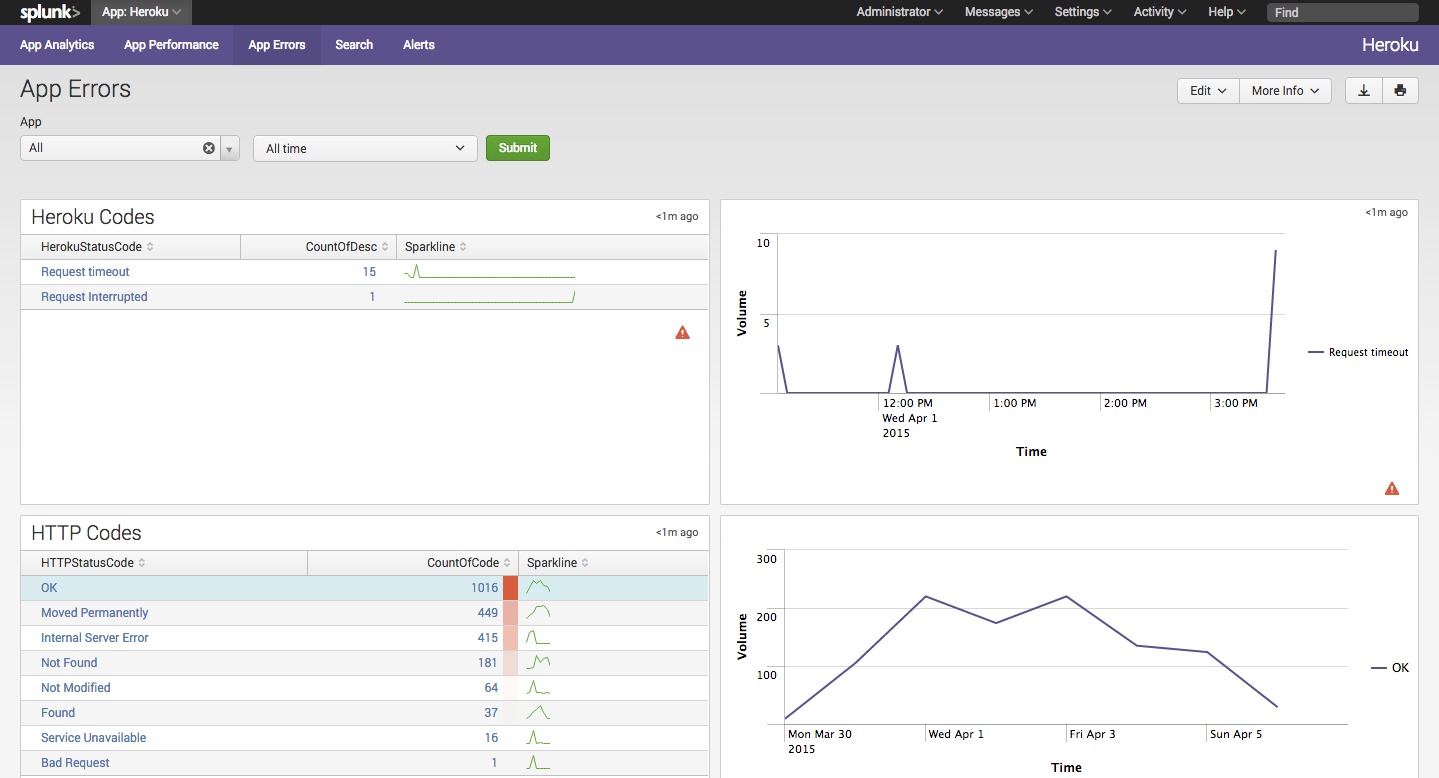 splunk> App: Heroku Administrator Messages Settings Activity Help Find
App Analytics App Performance App Errors Search Alerts Heroku
App Errors
Edit More Info
App
All All time Submit
Heroku Codes <1m ago
HerokuStatusCode CountOfDesc Sparkline
Request timeout 15
Request Interrupted 1
<1m ago
10
5
Volume
12:00 PM 1:00 PM 2:00 PM 3:00 PM
Wed Apr 1
2015
Time
Request timeout
HTTP Codes <1m ago
HTTPStatusCode CountOfCode Sparkline
OK 1016
Moved Permanently 449
Internal Server Error 415
Not Found 181
Not Modified 64
Found 37
Service Unavailable 16
Bad Request 1
300
200
100
Volume
Mon Mar 30 Wed Apr 1 Fri Apr 3 Sun Apr 5
2015
Time
OK